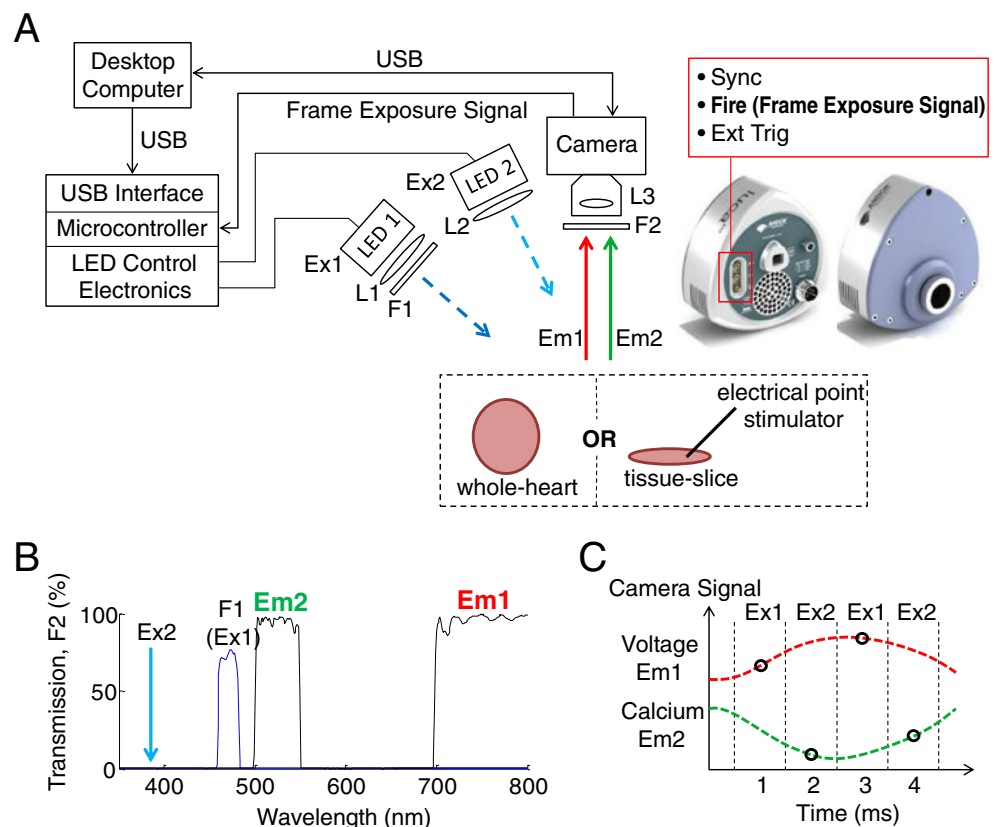 A
Desktop
Computer
USB
USB
Frame Exposure Signal
USB Interface
Microcontroller
LED Control
Electronics
Ex1
LED 1
L1
F1
Ex2
LED 2
L2
Camera
L3
F2
Em1
Em2
• Sync
• Fire (Frame Exposure Signal)
• Ext Trig
whole-heart
OR
electrical point
stimulator
tissue-slice
B
Transmission, F2 (%)
100
50
0
Ex2
F1
(Ex1)
Em2
Em1
400
500
600
700
800
Wavelength (nm)
C
Camera Signal
Ex1
Ex2
Ex1
Ex2
Voltage
Em1
Calcium
Em2
1
2
3
4
Time (ms)